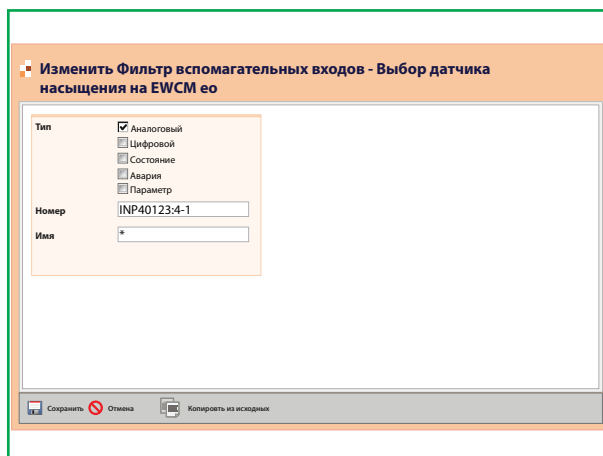 Изменить Фильтр вспомагательных входов - Выбор датчика
насыщения на EWCM eo
Тип
Аналоговый
Цифровой
Состояние
Авария
Параметр
Номер INP40123:4-1
Имя *
Сохранить Отмена Копировть из исходных